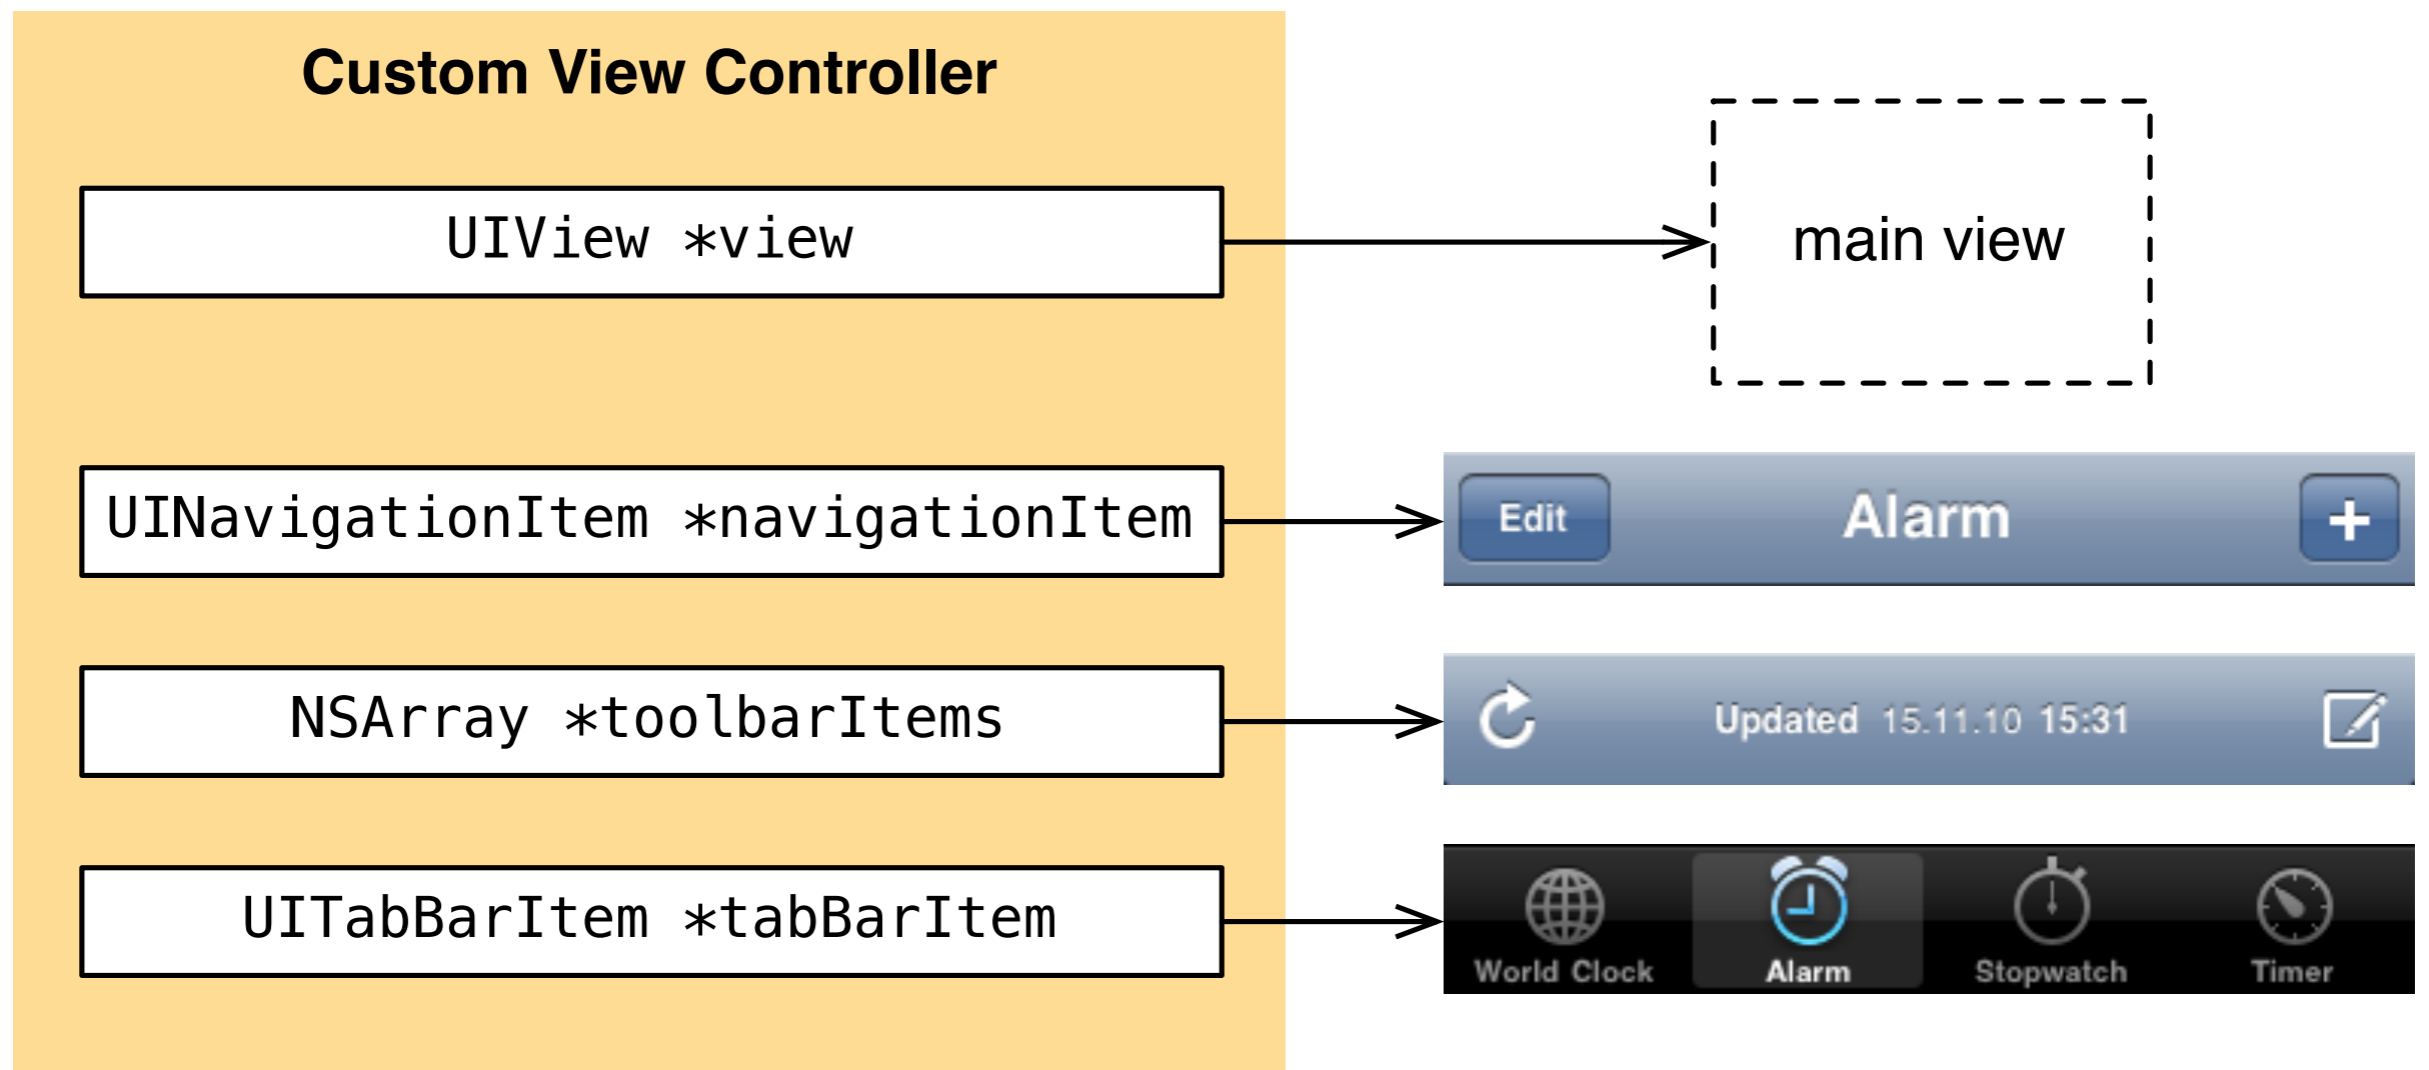 Custom View Controller
UIView *view
main view
UINavigationItem *navigationItem
Edit
Alarm
+
NSArray *toolbarItems
Updated 15.11.10 15:31
UITabBarItem *tabBarItem
World Clock
Alarm
Stopwatch
Timer